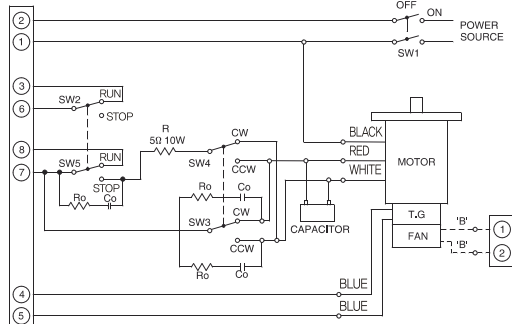 OFF
ON
2
POWER
SOURCE
1
SW1
3
RUN
SW2
6
STOP
BLACK
R
5Ω 10W
CW
8
RUN
RED
SW5
SW4
MOTOR
7
CCW
WHITE
STOP
Ro
Co
Ro
Co
CW
SW3
CAPACITOR
T.G
'B'
1
FAN
CCW
'B'
2
Ro
Co
BLUE
4
BLUE
5